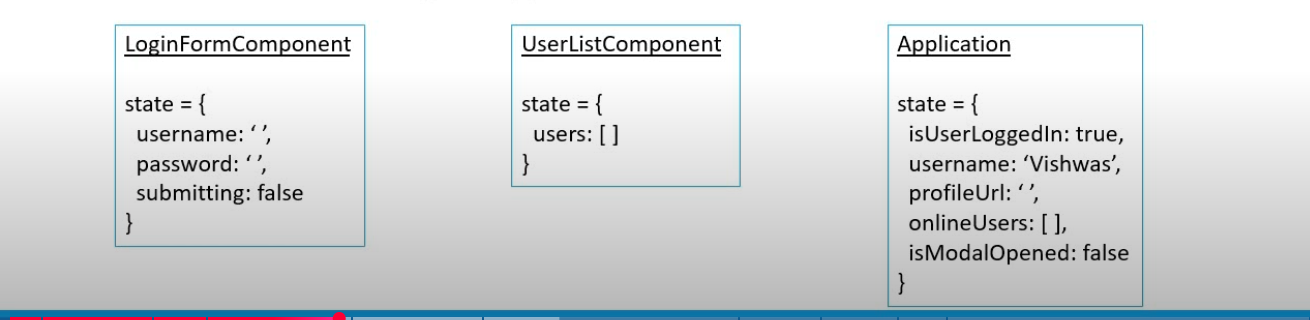 LoginFormComponent
state = {
username: ‘ ’,
password: ‘ ’,
submitting: false
}
UserListComponent
state = {
users: [ ]
}
Application
state = {
isUserLoggedIn: true,
username: ‘Vishwas’,
profileUrl: ‘ ’,
onlineUsers: [ ],
isModalOpened: false
}